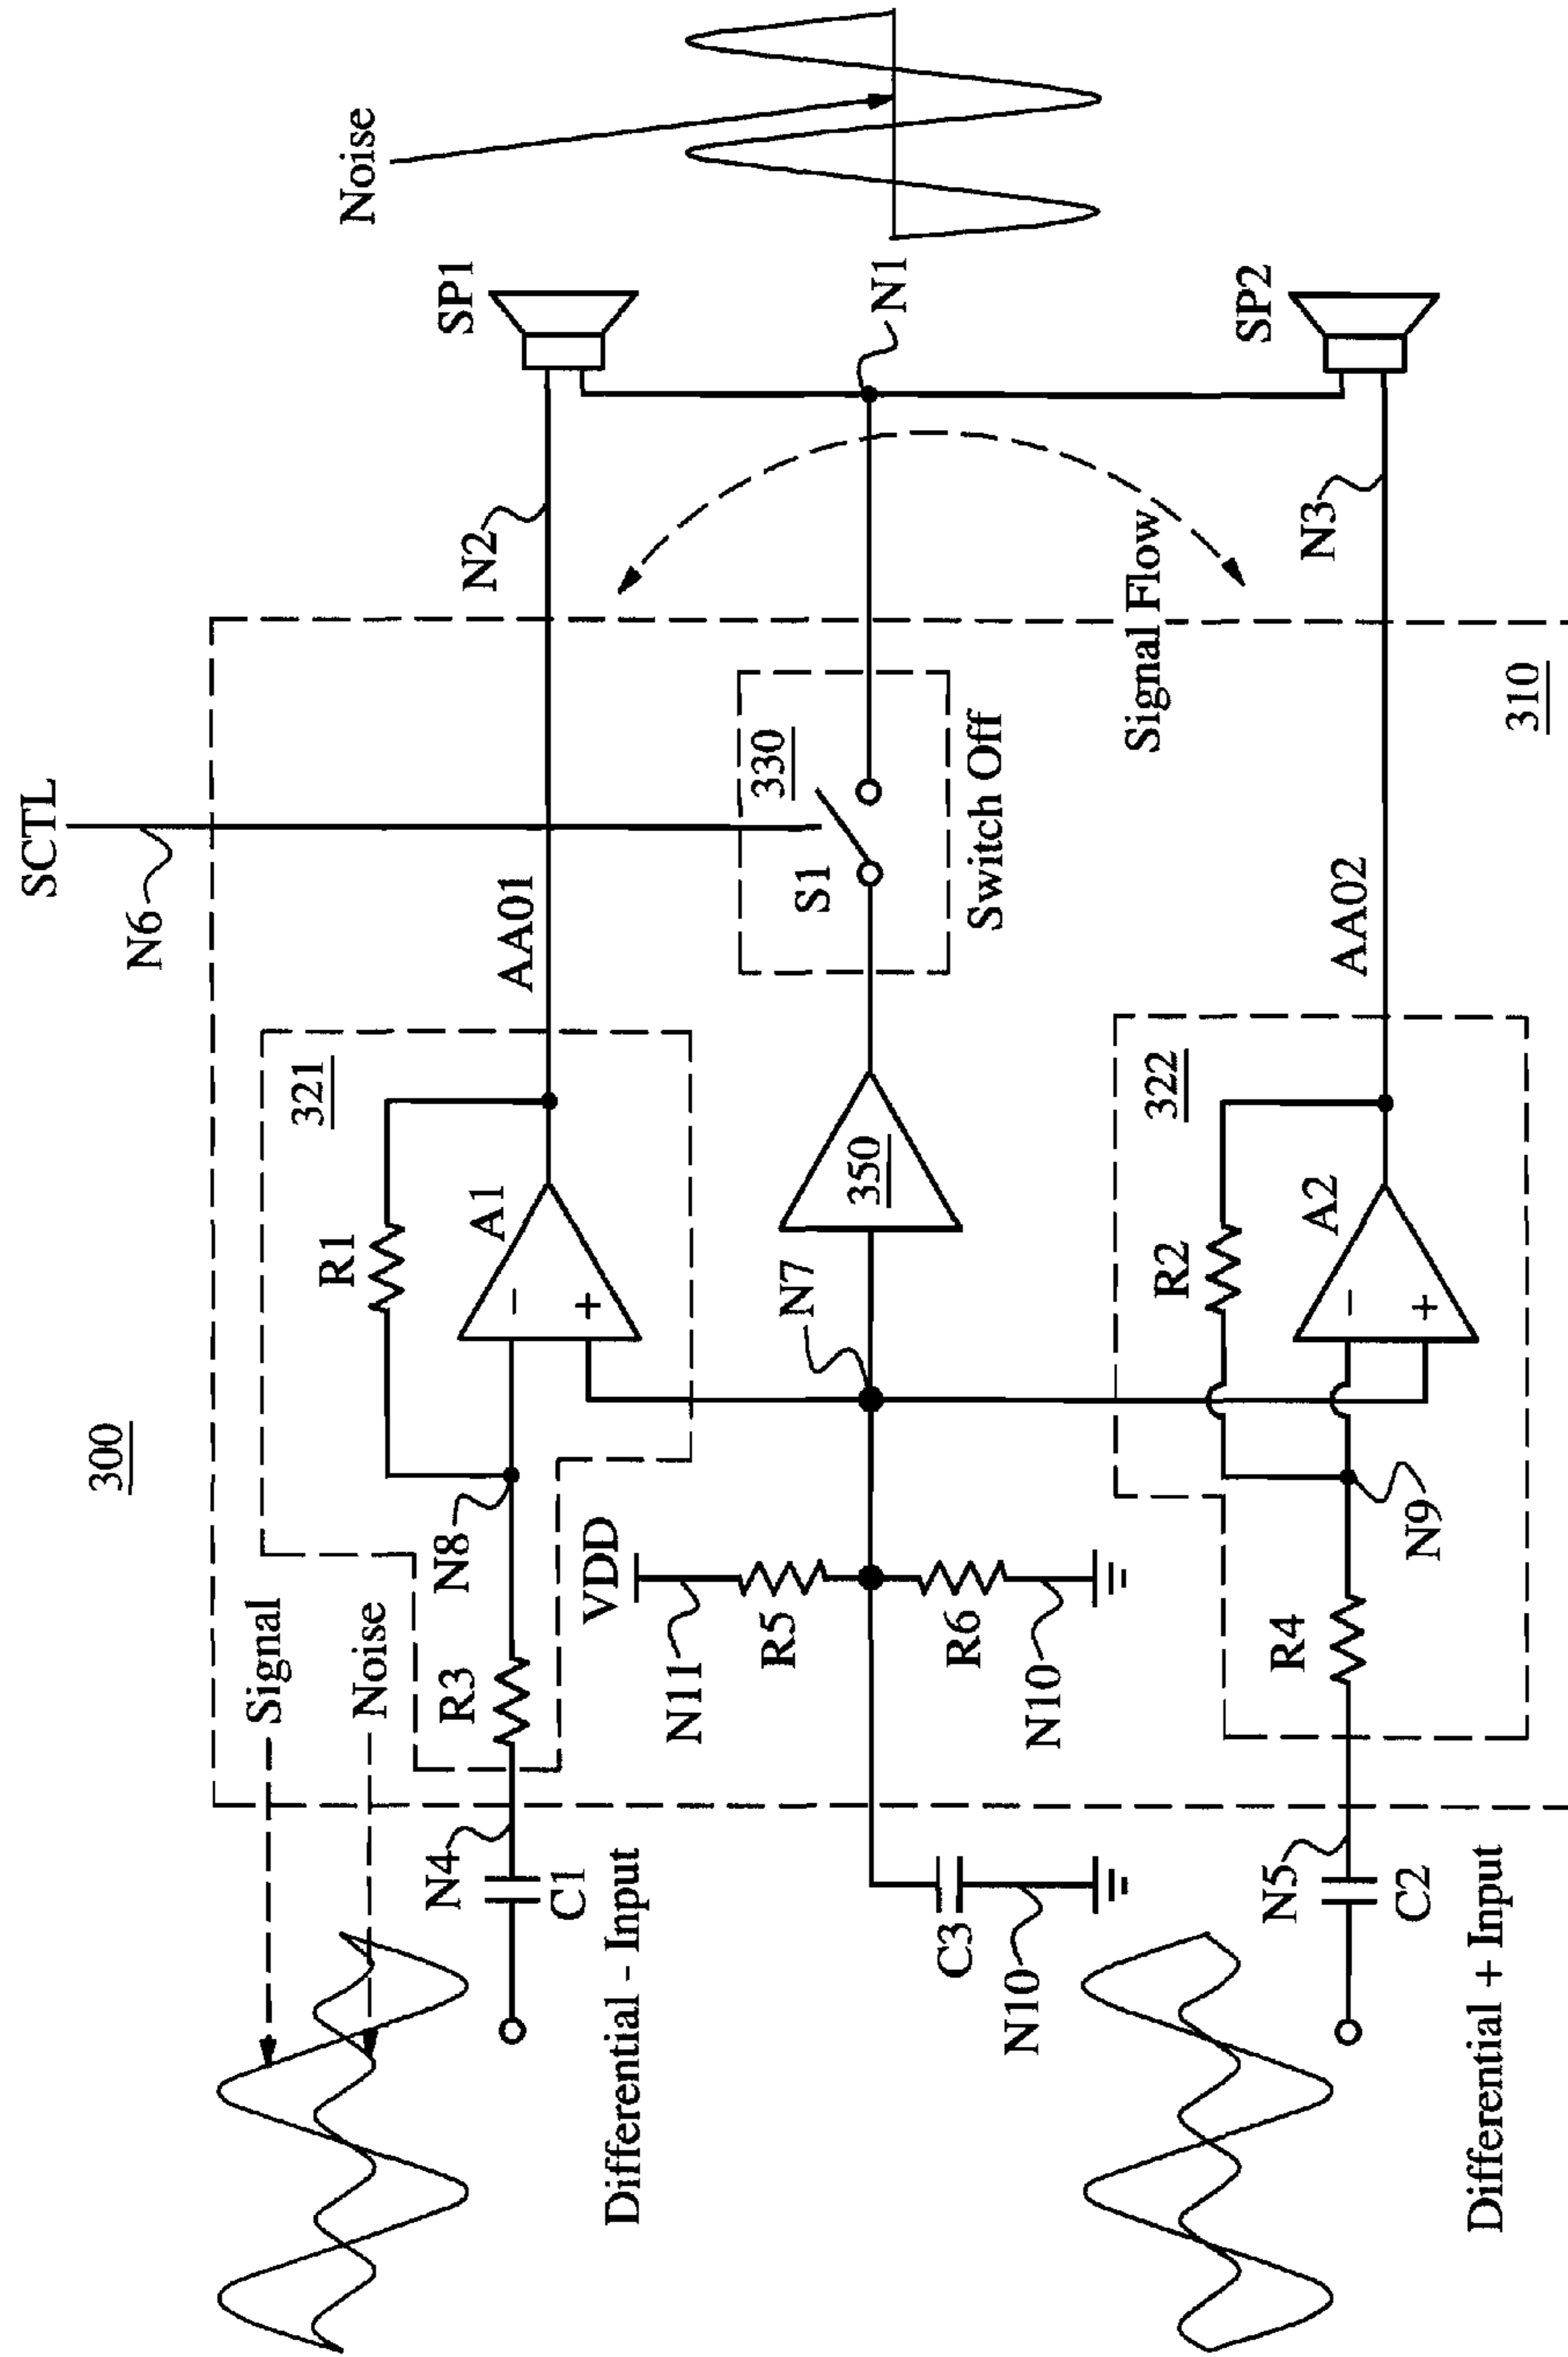 300
SCTL
N6
Signal
Noise
321
R1
A1
−
+
N8
R3
N4
C1
Differential - Input
AA01
N2
SP1
Noise
VDD
N11
R5
R6
N10
C3
N10
N7
350
S1
330
Switch Off
N1
Signal Flow
322
R2
A2
−
+
N9
R4
N5
C2
Differential + Input
AA02
N3
SP2
310